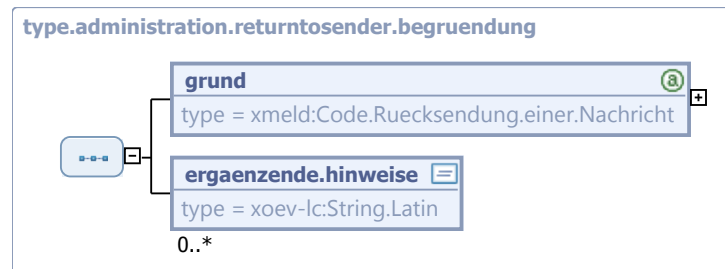 type.administration.returntosender.begruendung
grund
type = xmeld:Code.Ruecksendung.einer.Nachricht
ergaenzende.hinweise
type = xoev-lc:String.Latin
0..*